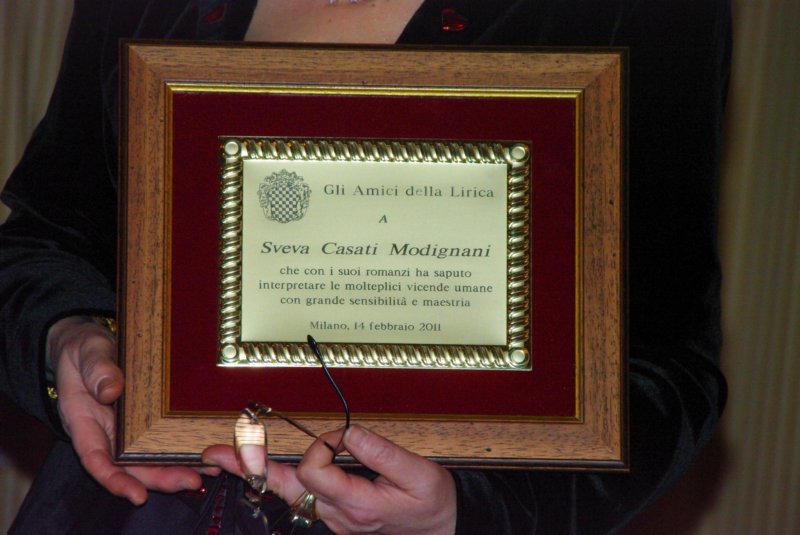 Gli Amici della Lirica
A
Sveva Casati Modignani
che con i suoi romanzi ha saputo
interpretare le molteplici vicende umane
con grande sensibilità e maestria
Milano, 14 febbraio 2011